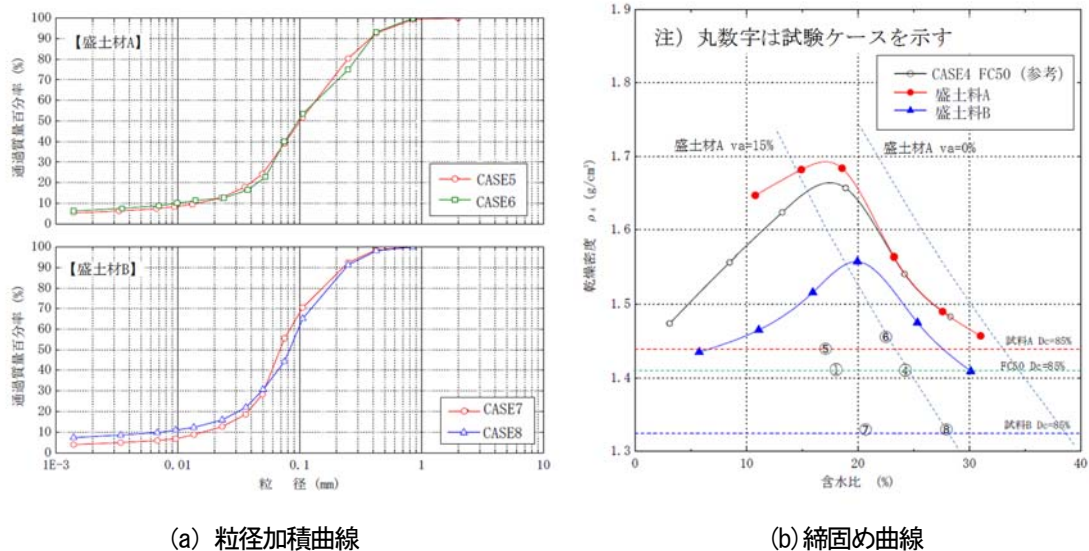 100
90
80
70
60
50
40
30
20
10
0
通過質量百分率 (%)
【盛土材A】
CASE5
CASE6
100
90
80
70
60
50
40
30
20
10
0
通過質量百分率 (%)
【盛土材B】
CASE7
CASE8
1E-3
0.01
0.1
1
10
粒 径 (mm)
(a) 粒径加積曲線
1.9
1.8
1.7
1.6
1.5
1.4
1.3
乾燥密度 ρd (g/cm³)
注) 丸数字は試験ケースを示す
CASE4 FC50 (参考)
盛土料A
盛土料B
盛土材A va=15%
盛土材A va=0%
⑥
⑤
試料A Dc=85%
①
④
FC50 Dc=85%
⑦
⑧
試料B Dc=85%
0
10
20
30
40
含水比 (%)
(b) 締固め曲線